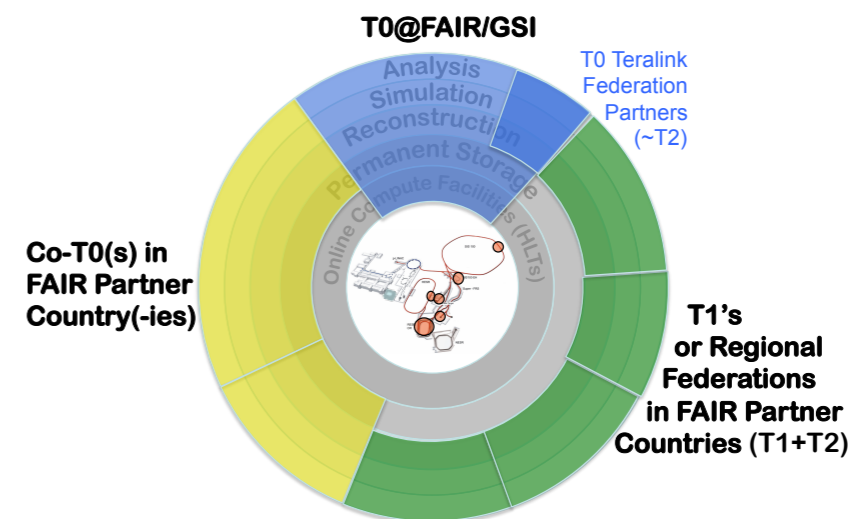 T0@FAIR/GSI
Analysis
Simulation
Reconstruction
Permanent Storage
Online Compute Facilities (HLTs)
T0 Teralink
Federation
Partners
(~T2)
Co-T0(s) in
FAIR Partner
Country(-ies)
T1's
or Regional
Federations
in FAIR Partner
Countries (T1+T2)